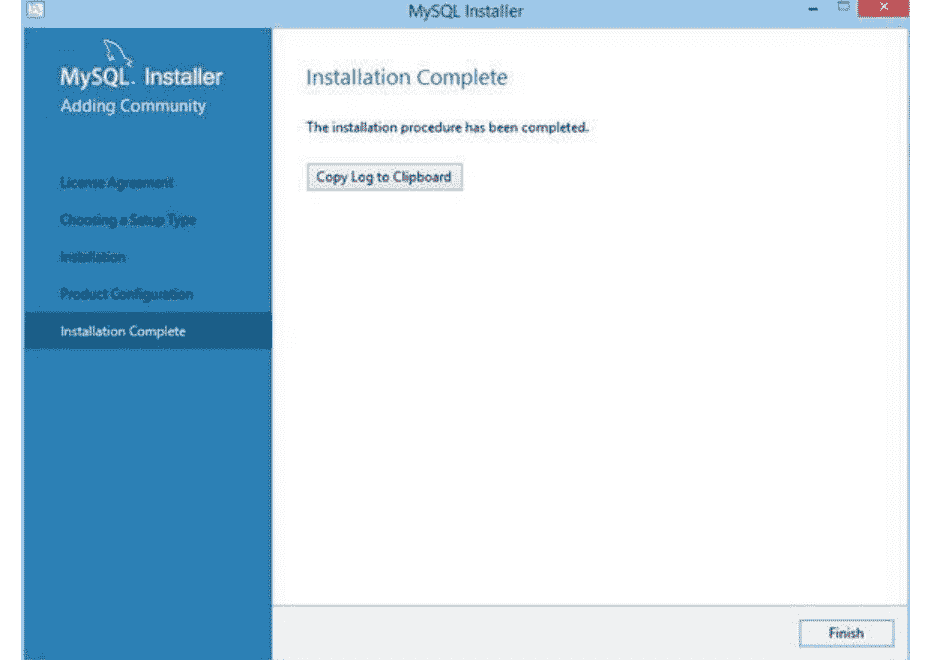 MySQL Installer
MySQL. Installer
Adding Community
License Agreement
Choosing a Setup Type
Installation
Product Configuration
Installation Complete
Installation Complete
The installation procedure has been completed.
Copy Log to Clipboard
Finish